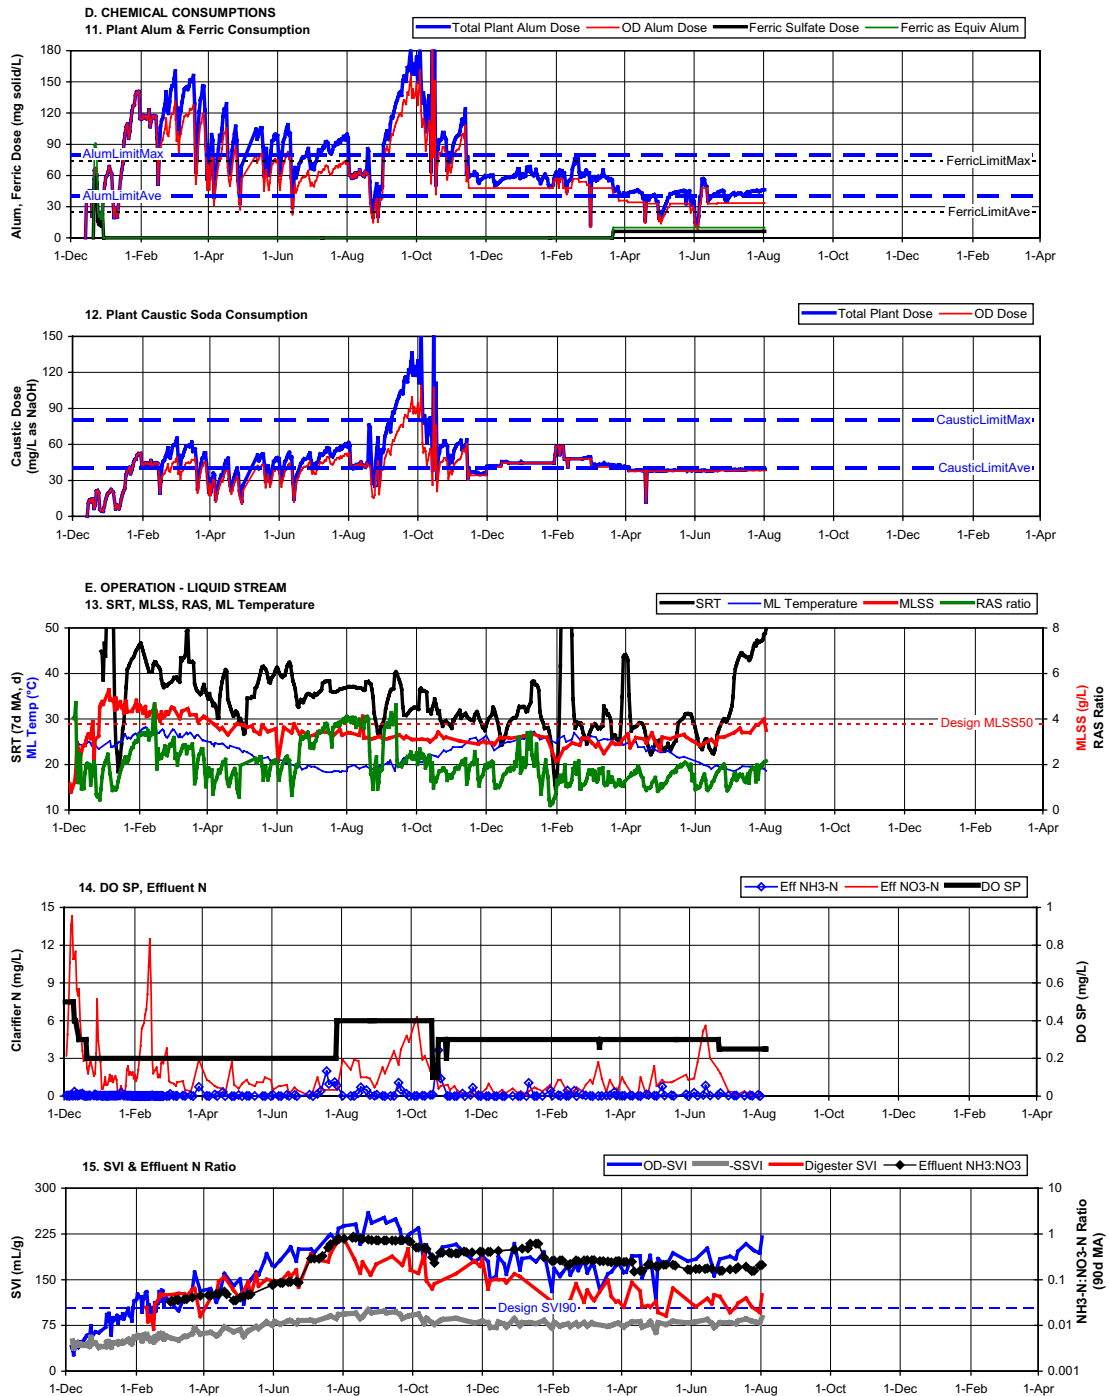 D. CHEMICAL CONSUMPTIONS
11. Plant Alum & Ferric Consumption
Total Plant Alum Dose
OD Alum Dose
Ferric Sulfate Dose
Ferric as Equiv Alum
Alum, Ferric Dose (mg solid/L)
180
150
120
90
60
30
0
AlumLimitMax
AlumLimitAve
FerricLimitMax
FerricLimitAve
1-Dec 1-Feb 1-Apr 1-Jun 1-Aug 1-Oct 1-Dec 1-Feb 1-Apr 1-Jun 1-Aug 1-Oct 1-Dec 1-Feb 1-Apr
12. Plant Caustic Soda Consumption
Total Plant Dose
OD Dose
Caustic Dose
(mg/L as NaOH)
150
120
90
60
30
0
CausticLimitMax
CausticLimitAve
1-Dec 1-Feb 1-Apr 1-Jun 1-Aug 1-Oct 1-Dec 1-Feb 1-Apr 1-Jun 1-Aug 1-Oct 1-Dec 1-Feb 1-Apr
E. OPERATION - LIQUID STREAM
13. SRT, MLSS, RAS, ML Temperature
SRT
ML Temperature
MLSS
RAS ratio
SRT (7d MA, d)
ML Temp (°C)
50
40
30
20
10
Design MLSS50
8
6
4
2
0
MLSS (g/L)
RAS Ratio
1-Dec 1-Feb 1-Apr 1-Jun 1-Aug 1-Oct 1-Dec 1-Feb 1-Apr 1-Jun 1-Aug 1-Oct 1-Dec 1-Feb 1-Apr
14. DO SP, Effluent N
Eff NH3-N
Eff NO3-N
DO SP
Clarifier N (mg/L)
15
12
9
6
3
0
1
0.8
0.6
0.4
0.2
0
DO SP (mg/L)
1-Dec 1-Feb 1-Apr 1-Jun 1-Aug 1-Oct 1-Dec 1-Feb 1-Apr 1-Jun 1-Aug 1-Oct 1-Dec 1-Feb 1-Apr
15. SVI & Effluent N Ratio
OD-SVI
-SSVI
Digester SVI
Effluent NH3:NO3
SVI (mL/g)
300
225
150
75
0
Design SVI90
10
1
0.1
0.01
0.001
NH3-N:NO3-N Ratio
(90d MA)
1-Dec 1-Feb 1-Apr 1-Jun 1-Aug 1-Oct 1-Dec 1-Feb 1-Apr 1-Jun 1-Aug 1-Oct 1-Dec 1-Feb 1-Apr